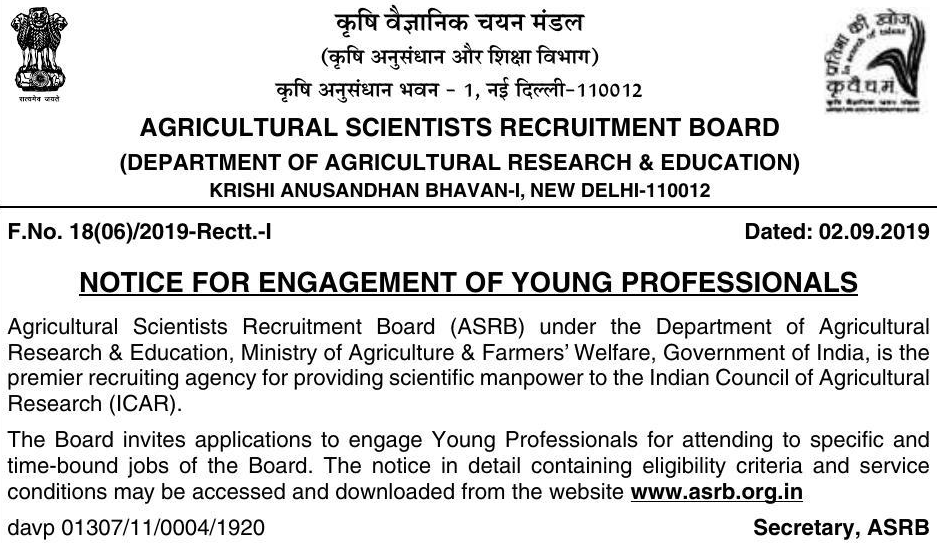 कृषि वैज्ञानिक चयन मंडल
(कृषि अनुसंधान और शिक्षा विभाग)
कृषि अनुसंधान भवन - 1, नई दिल्ली-110012
सत्यमेव जयते
प्रतिभा की खोज
In search of talent
कृ.वै.च.मं.
AGRICULTURAL SCIENTISTS RECRUITMENT BOARD
(DEPARTMENT OF AGRICULTURAL RESEARCH & EDUCATION)
KRISHI ANUSANDHAN BHAVAN-I, NEW DELHI-110012
F.No. 18(06)/2019-Rectt.-I Dated: 02.09.2019
NOTICE FOR ENGAGEMENT OF YOUNG PROFESSIONALS
Agricultural Scientists Recruitment Board (ASRB) under the Department of Agricultural
Research & Education, Ministry of Agriculture & Farmers' Welfare, Government of India, is the
premier recruiting agency for providing scientific manpower to the Indian Council of Agricultural
Research (ICAR).
The Board invites applications to engage Young Professionals for attending to specific and
time-bound jobs of the Board. The notice in detail containing eligibility criteria and service
conditions may be accessed and downloaded from the website www.asrb.org.in
davp 01307/11/0004/1920 Secretary, ASRB